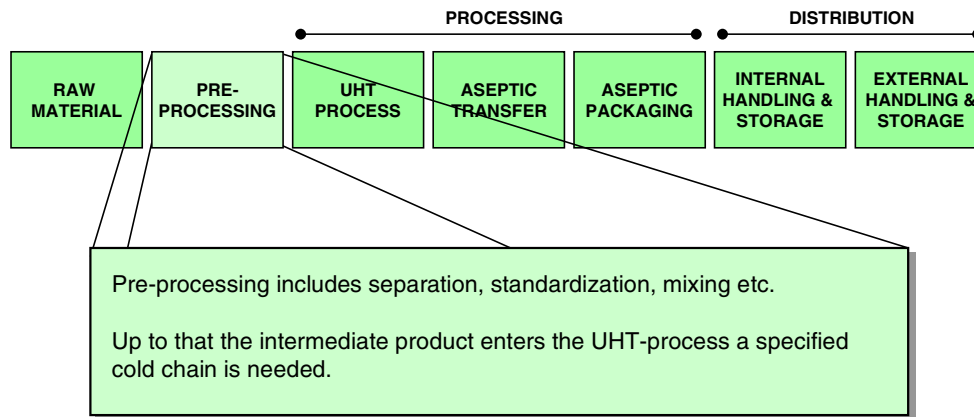 PROCESSING
DISTRIBUTION
RAW
MATERIAL
PRE-
PROCESSING
UHT
PROCESS
ASEPTIC
TRANSFER
ASEPTIC
PACKAGING
INTERNAL
HANDLING &
STORAGE
EXTERNAL
HANDLING &
STORAGE
Pre-processing includes separation, standardization, mixing etc.
Up to that the intermediate product enters the UHT-process a specified
cold chain is needed.